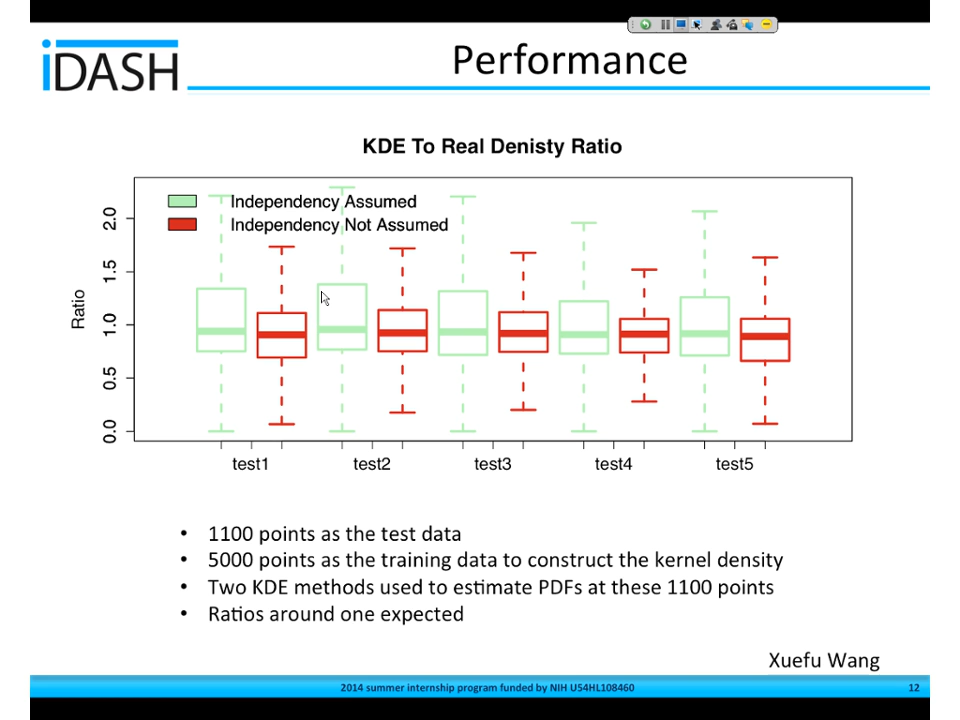 iDASH
Performance
KDE To Real Denisty Ratio
Independency Assumed
Independency Not Assumed
Ratio
2.0
1.5
1.0
0.5
0.0
test1 test2 test3 test4 test5
• 1100 points as the test data
• 5000 points as the training data to construct the kernel density
• Two KDE methods used to estimate PDFs at these 1100 points
• Ratios around one expected
Xuefu Wang
2014 summer internship program funded by NIH U54HL108460 12